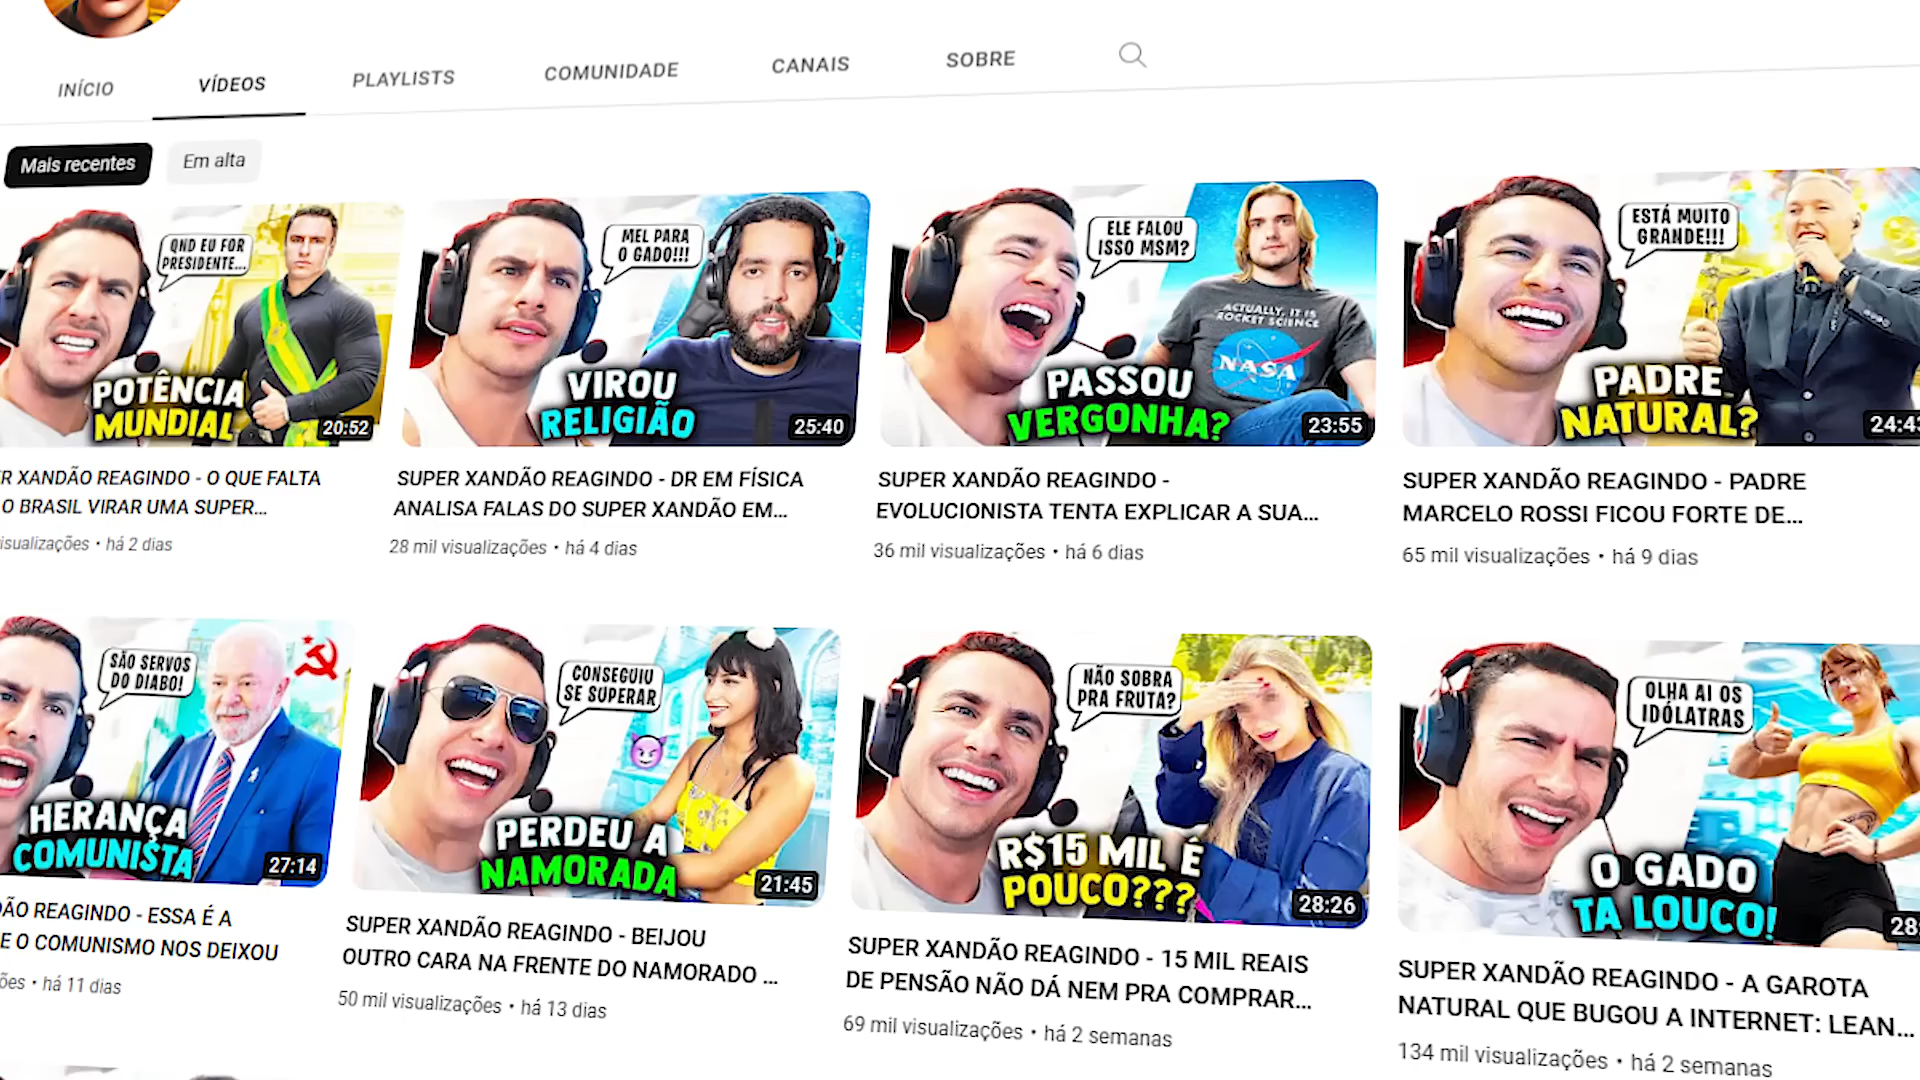 INÍCIO
VÍDEOS
PLAYLISTS
COMUNIDADE
CANAIS
SOBRE
Mais recentes
Em alta
QND EU FOR
PRESIDENTE...
POTÊNCIA
MUNDIAL
20:52
MEL PARA
O GADO!!!
VIROU
RELIGIÃO
25:40
ELE FALOU
ISSO MSM?
ACTUALLY, IT IS
ROCKET SCIENCE
NASA
PASSOU
VERGONHA?
23:55
ESTÁ MUITO
GRANDE!!!
PADRE
NATURAL?
24:43
R XANDÃO REAGINDO - O QUE FALTA
O BRASIL VIRAR UMA SUPER...
isualizações • há 2 dias
SUPER XANDÃO REAGINDO - DR EM FÍSICA
ANALISA FALAS DO SUPER XANDÃO EM...
28 mil visualizações • há 4 dias
SUPER XANDÃO REAGINDO -
EVOLUCIONISTA TENTA EXPLICAR A SUA...
36 mil visualizações • há 6 dias
SUPER XANDÃO REAGINDO - PADRE
MARCELO ROSSI FICOU FORTE DE...
65 mil visualizações • há 9 dias
SÃO SERVOS
DO DIABO!
HERANÇA
COMUNISTA
27:14
CONSEGUIU
SE SUPERAR
PERDEU A
NAMORADA
21:45
NÃO SOBRA
PRA FRUTA?
R$15 MIL É
POUCO???
28:26
OLHA AI OS
IDÓLATRAS
O GADO
TA LOUCO!
28
ÃO REAGINDO - ESSA É A
E O COMUNISMO NOS DEIXOU
ões • há 11 dias
SUPER XANDÃO REAGINDO - BEIJOU
OUTRO CARA NA FRENTE DO NAMORADO ...
50 mil visualizações • há 13 dias
SUPER XANDÃO REAGINDO - 15 MIL REAIS
DE PENSÃO NÃO DÁ NEM PRA COMPRAR...
69 mil visualizações • há 2 semanas
SUPER XANDÃO REAGINDO - A GAROTA
NATURAL QUE BUGOU A INTERNET: LEAN...
134 mil visualizações • há 2 semanas